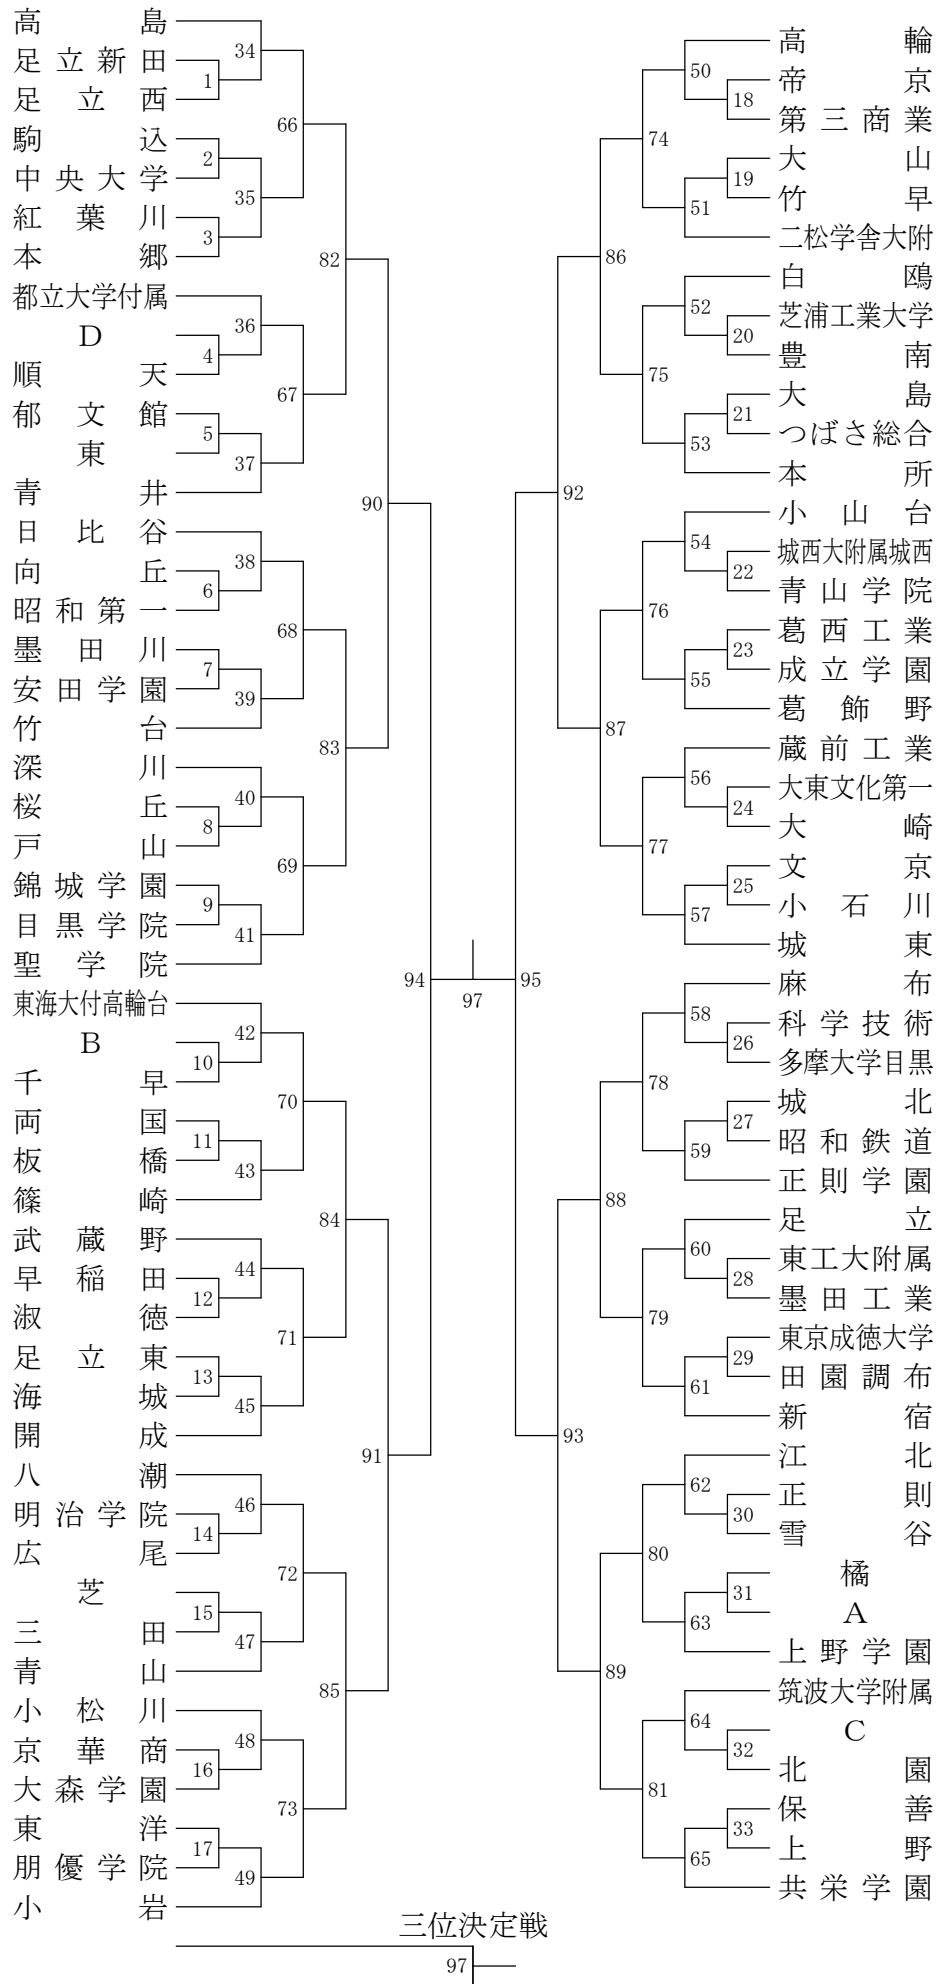 高島
足立新田
足立西
駒込
中央大学
紅葉川
本郷
都立大学付属
D
順天
郁文館
東
青井
日比谷
向丘
昭和第一
墨田川
安田学園
竹台
深川
桜丘
戸山
錦城学園
目黒学院
聖学院
東海大付高輪台
B
千早
両国
板橋
篠崎
武蔵野
早稲田
淑徳
足立東
海城
開成
八潮
明治学院
広尾
芝
三田
青山
小松川
京華商
大森学園
東洋
朋優学院
小岩
1
2
3
4
5
6
7
8
9
10
11
12
13
14
15
16
17
34
35
36
37
38
39
40
41
42
43
44
45
46
47
48
49
66
67
68
69
70
71
72
73
82
83
84
85
90
91
94
97
95
92
93
86
87
88
89
74
75
76
77
78
79
80
81
50
51
52
53
54
55
56
57
58
59
60
61
62
63
64
65
18
19
20
21
22
23
24
25
26
27
28
29
30
31
32
33
高輪
帝京
第三商業
大山
竹早
二松学舎大附
白鴎
芝浦工業大学
豊南
大島
つばさ総合
本所
小山台
城西大附属城西
青山学院
葛西工業
成立学園
葛飾野
蔵前工業
大東文化第一
大崎
文京
小石川
城東
麻布
科学技術
多摩大学目黒
城北
昭和鉄道
正則学園
足立
東工大附属
墨田工業
東京成徳大学
田園調布
新宿
江北
正則
雪谷
橘
A
上野学園
筑波大学附属
C
北園
保善
上野
共栄学園
三位決定戦
97